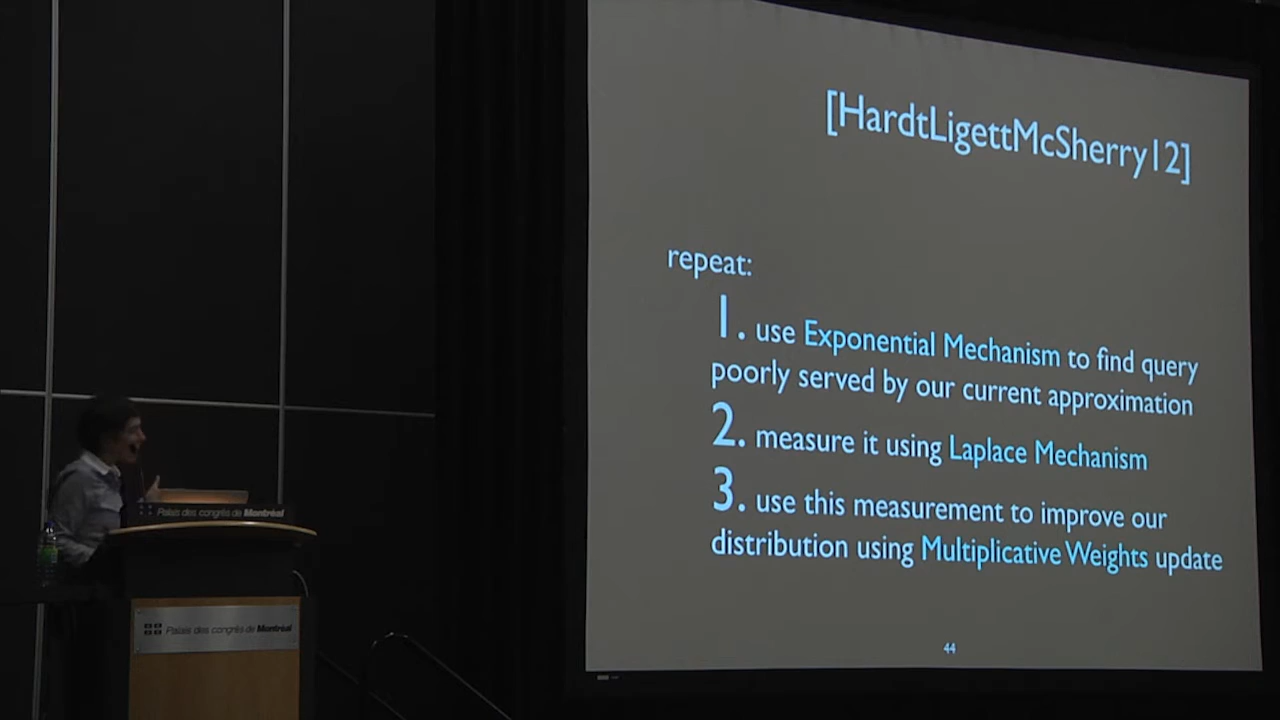 [HardtLigettMcSherry12]
repeat:
1. use Exponential Mechanism to find query
poorly served by our current approximation
2. measure it using Laplace Mechanism
3. use this measurement to improve our
distribution using Multiplicative Weights update
44
Palais des congrès de Montréal
Palais des congrès de Montréal